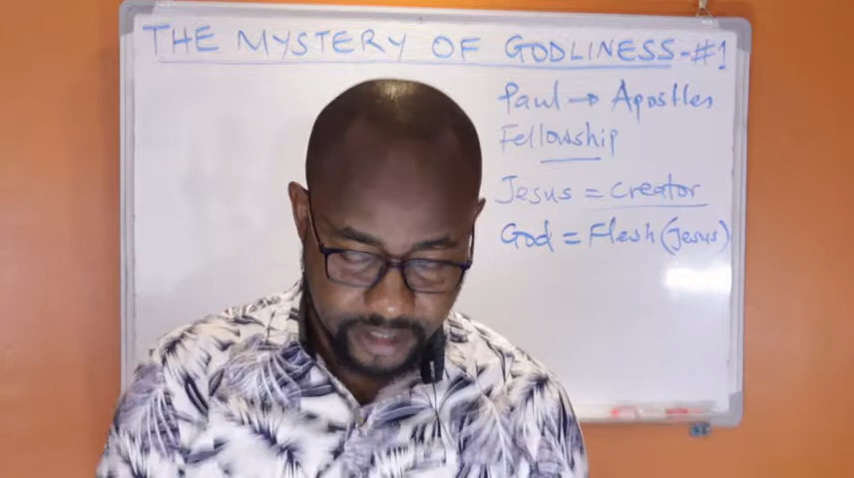 THE MYSTERY OF GODLINESS-#1
Paul → Apostles
Fellowship
Jesus = Creator
God = Flesh (Jesus)